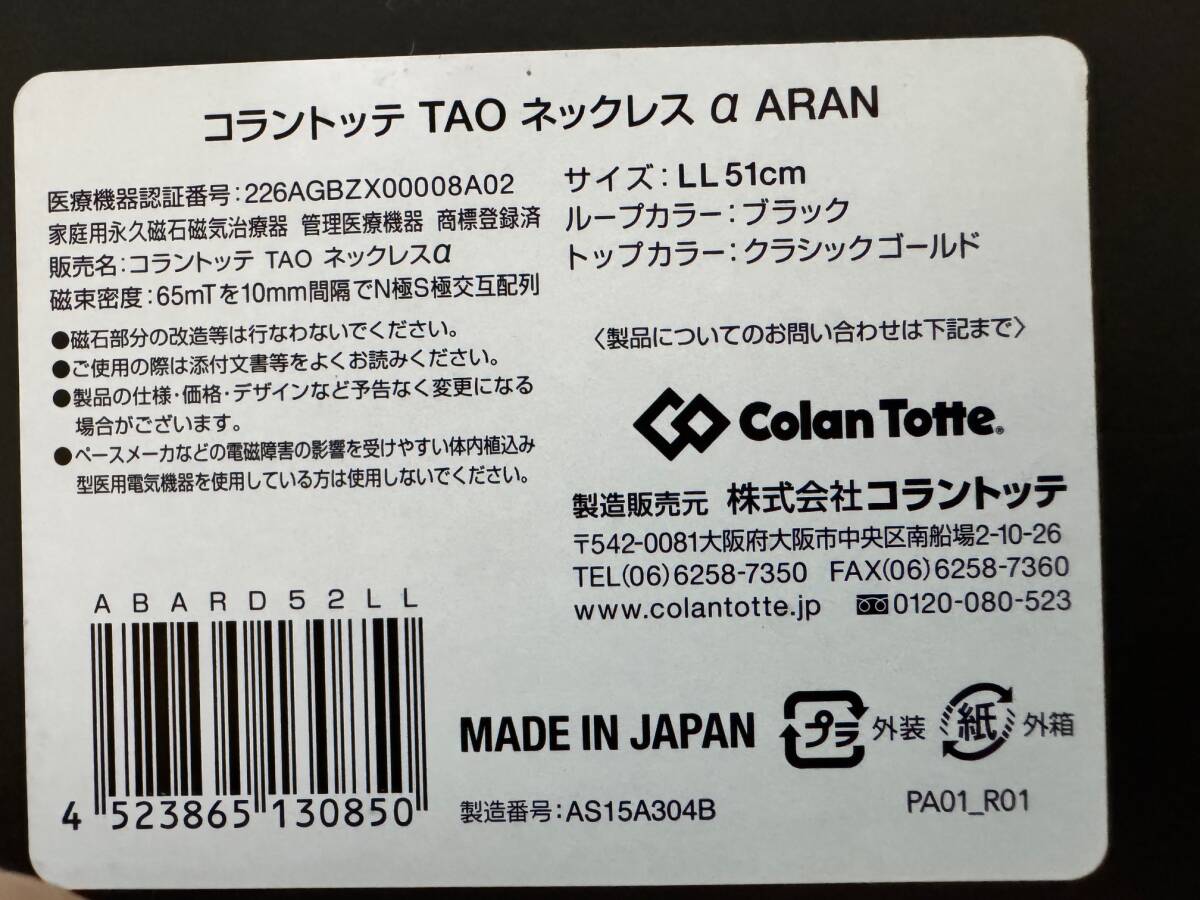 コラントッテ TAO ネックレス α ARAN
医療機器認証番号:226AGBZX00008A02
家庭用永久磁石磁気治療器 管理医療機器 商標登録済
販売名:コラントッテ TAO ネックレスα
磁束密度:65mTを10mm間隔でN極S極交互配列
●磁石部分の改造等は行なわないでください。
●ご使用の際は添付文書等をよくお読みください。
●製品の仕様・価格・デザインなど予告なく変更になる
場合がございます。
●ペースメーカなどの電磁障害の影響を受けやすい体内植込み
型医用電気機器を使用している方は使用しないでください。
サイズ:LL 51cm
ループカラー:ブラック
トップカラー:クラシックゴールド
〈製品についてのお問い合わせは下記まで〉
Colan Totte®
製造販売元 株式会社コラントッテ
〒542-0081大阪府大阪市中央区南船場2-10-26
TEL(06)6258-7350 FAX(06)6258-7360
www.colantotte.jp 0120-080-523
ABARD52LL
4 523865 130850
MADE IN JAPAN
プラ 外装 紙 外箱
製造番号:AS15A304B
PA01_R01